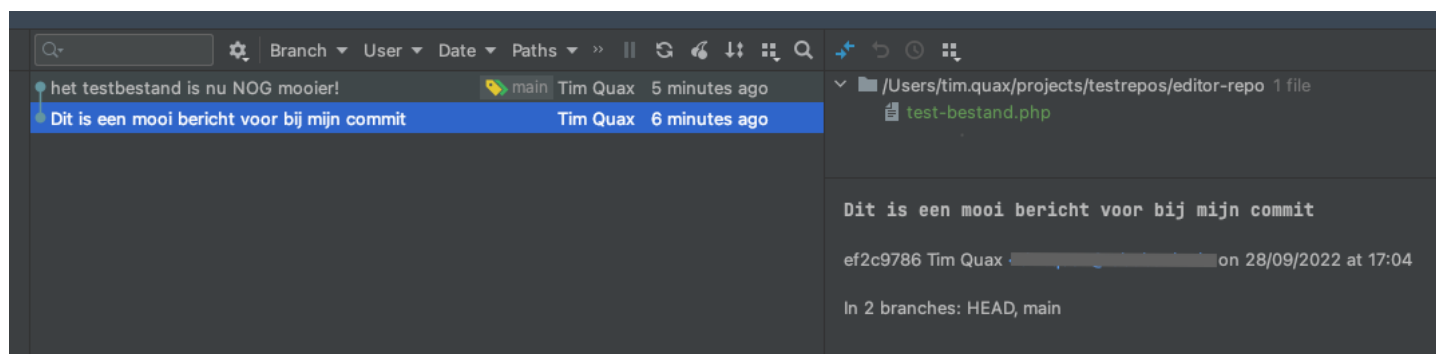 Branch User Date Paths
het testbestand is nu NOG mooier! main Tim Quax 5 minutes ago
Dit is een mooi bericht voor bij mijn commit Tim Quax 6 minutes ago
/Users/tim.quax/projects/testrepos/editor-repo 1 file
test-bestand.php
Dit is een mooi bericht voor bij mijn commit
ef2c9786 Tim Quax on 28/09/2022 at 17:04
In 2 branches: HEAD, main